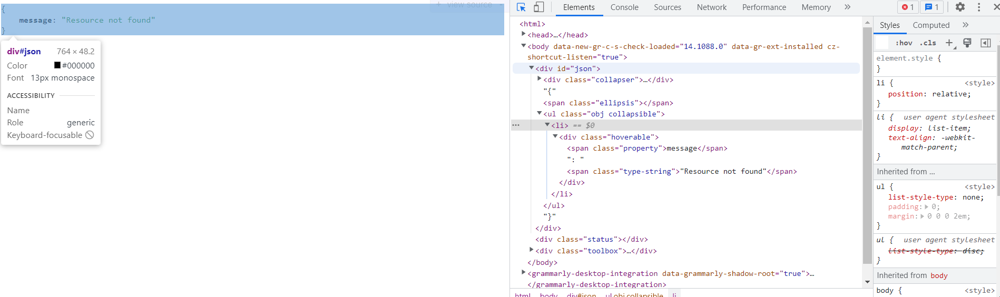 {
+ view source
message: "Resource not found"
}
div#json 764 × 48.2
Color #000000
Font 13px monospace
ACCESSIBILITY
Name
Role generic
Keyboard-focusable
Elements Console Sources Network Performance Memory » 1 1
<html>
<head>…</head>
<body data-new-gr-c-s-check-loaded="14.1088.0" data-gr-ext-installed cz-
shortcut-listen="true">
<div id="json">
<div class="collapser">…</div>
"{"
<span class="ellipsis"></span>
<ul class="obj collapsible">
… <li> == $0
<div class="hoverable">
<span class="property">message</span>
": "
<span class="type-string">"Resource not found"</span>
</div>
</li>
</ul>
"}"
</div>
<div class="status"></div>
<div class="toolbox">…</div>
</body>
<grammarly-desktop-integration data-grammarly-shadow-root="true">…
</grammarly-desktop-integration>
html body div#json ul.obj.collapsible li
Styles Computed »
:hov .cls +
element.style {
}
li { <style>
position: relative;
}
li { user agent stylesheet
display: list-item;
text-align: -webkit-
match-parent;
}
Inherited from …
ul { <style>
list-style-type: none;
padding: 0;
margin: 0 0 0 2em;
}
ul { user agent stylesheet
list-style-type: disc;
}
Inherited from body
body { <style>